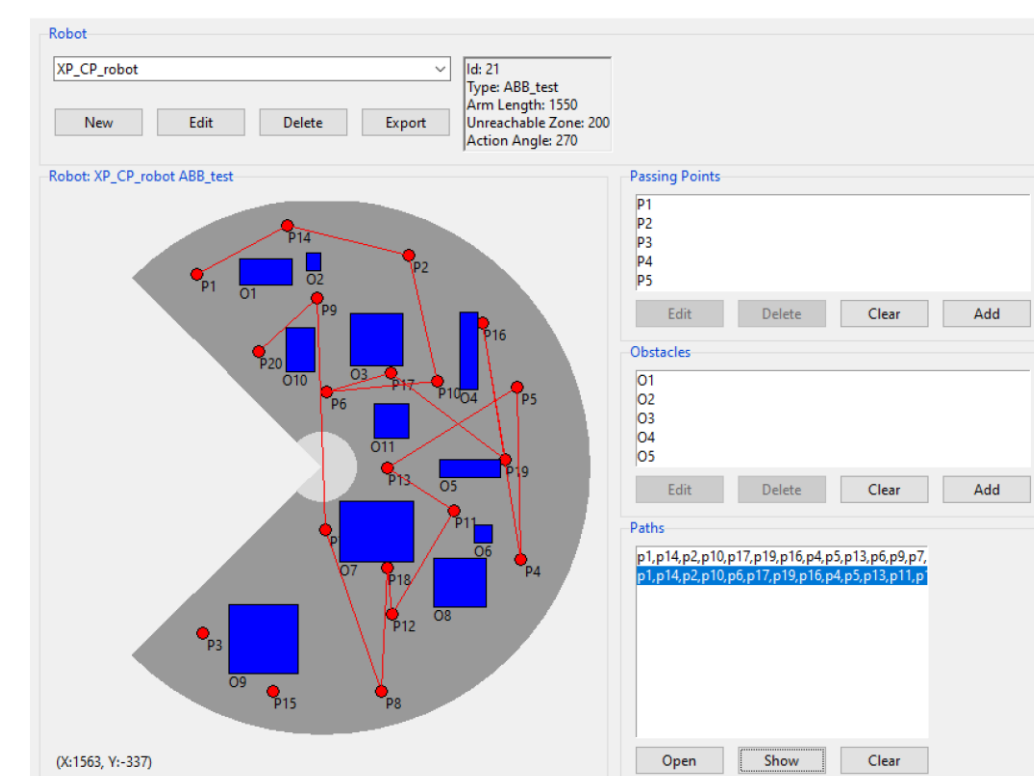 Robot
XP_CP_robot
Id: 21
Type: ABB_test
Arm Length: 1550
Unreachable Zone: 200
Action Angle: 270
New
Edit
Delete
Export
Robot: XP_CP_robot ABB_test
P14
P1
O1
O2
P2
P9
P16
P20
O10
O3
P17
P10
O4
P6
P5
O11
P13
O5
P19
P11
O6
O7
P18
P4
P12
O8
P3
O9
P15
P8
(X:1563, Y:-337)
Passing Points
P1
P2
P3
P4
P5
Edit
Delete
Clear
Add
Obstacles
O1
O2
O3
O4
O5
Edit
Delete
Clear
Add
Paths
p1,p14,p2,p10,p17,p19,p16,p4,p5,p13,p6,p9,p7,
p1,p14,p2,p10,p6,p17,p19,p16,p4,p5,p13,p11,p
Open
Show
Clear